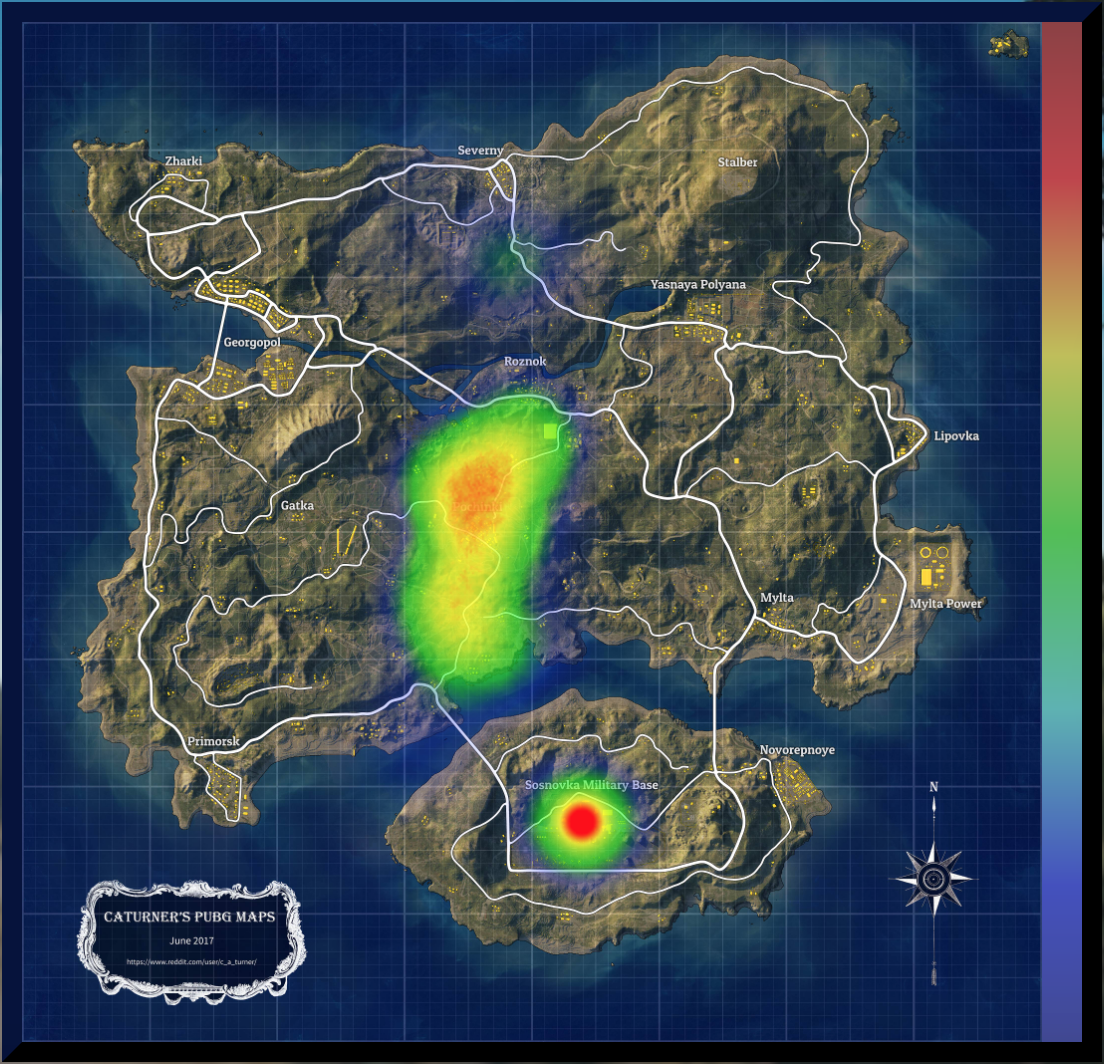 Severny
Zharki
Stalber
Yasnaya Polyana
Georgopol
Roznok
Lipovka
Gatka
Mylta
Mylta Power
Primorsk
Novorepnoye
Sosnovka Military Base
N
CATURNER'S PUBG MAPS
June 2017
https://www.reddit.com/user/c_a_turner/